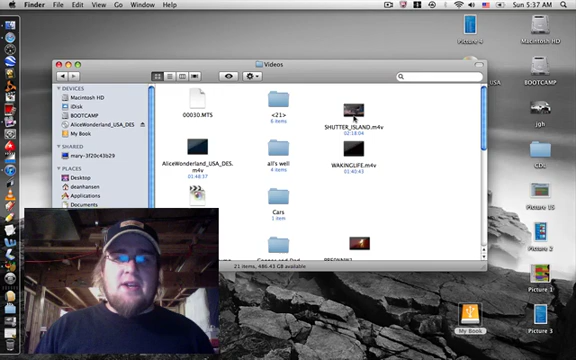 Finder File Edit View Go Window Help
Sun 5:37 AM
Videos
DEVICES
Macintosh HD
iDisk
BOOTCAMP
AliceWonderland_USA_DES...
My Book
SHARED
mary-3f20c43b29
PLACES
Desktop
deanhansen
Applications
Documents
00030.MTS
<21>
6 items
SHUTTER_ISLAND.m4v
02:18:04
AliceWonderland_USA_DES.
m4v
01:48:37
all's well
4 items
WAKINGLIFE.m4v
01:40:43
Cars
1 item
21 items, 486.43 GB available
Picture 4
Macintosh HD
USA
BOOTCAMP
jgh
Picture 2
Picture 1
My Book
Picture 3